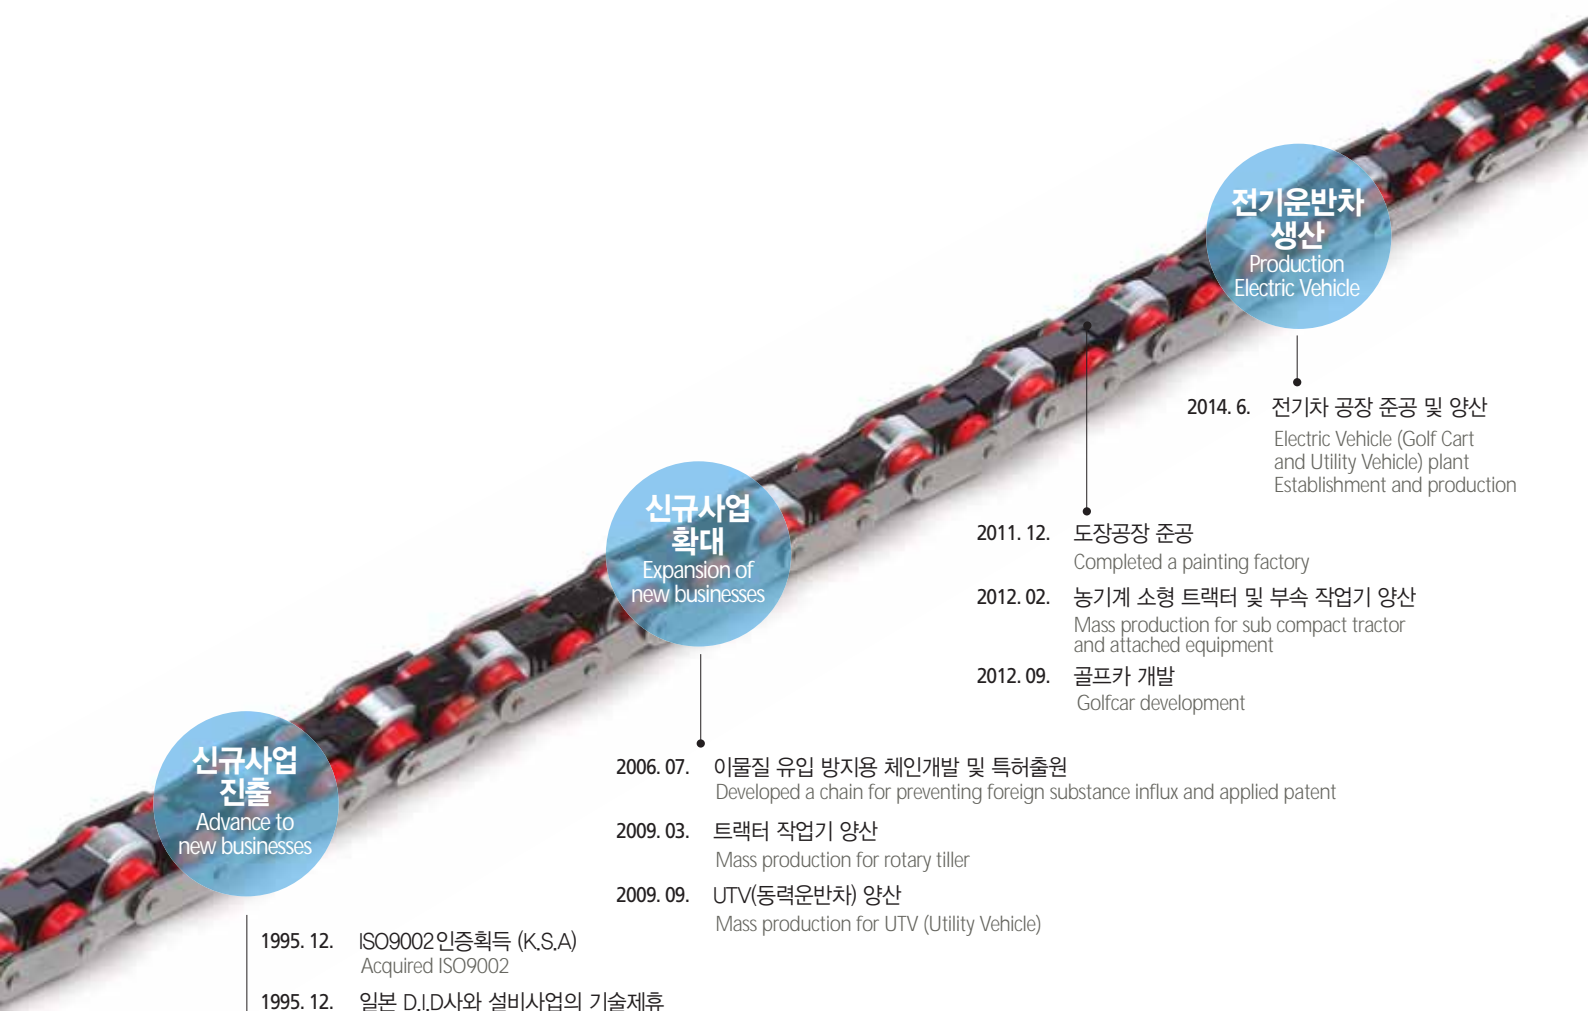 전기운반차
생산
Production
Electric Vehicle
2014. 6. 전기차 공장 준공 및 양산
Electric Vehicle (Golf Cart
and Utility Vehicle) plant
Establishment and production
2011. 12. 도장공장 준공
Completed a painting factory
2012. 02. 농기계 소형 트랙터 및 부속 작업기 양산
Mass production for sub compact tractor
and attached equipment
2012. 09. 골프카 개발
Golfcar development
신규사업
확대
Expansion of
new businesses
2006. 07. 이물질 유입 방지용 체인개발 및 특허출원
Developed a chain for preventing foreign substance influx and applied patent
2009. 03. 트랙터 작업기 양산
Mass production for rotary tiller
2009. 09. UTV(동력운반차) 양산
Mass production for UTV (Utility Vehicle)
신규사업
진출
Advance to
new businesses
1995. 12. ISO9002인증획득 (K.S.A)
Acquired ISO9002
1995. 12. 일본 D.I.D사와 설비사업의 기술제휴